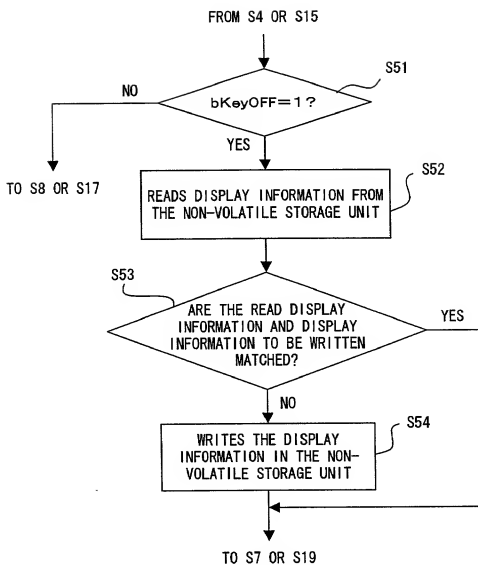 FROM S4 OR S15
S51
NO
bKeyOFF=1?
YES
TO S8 OR S17
S52
READS DISPLAY INFORMATION FROM
THE NON-VOLATILE STORAGE UNIT
S53
ARE THE READ DISPLAY
INFORMATION AND DISPLAY
INFORMATION TO BE WRITTEN
MATCHED?
YES
NO
S54
WRITES THE DISPLAY
INFORMATION IN THE NON-
VOLATILE STORAGE UNIT
TO S7 OR S19